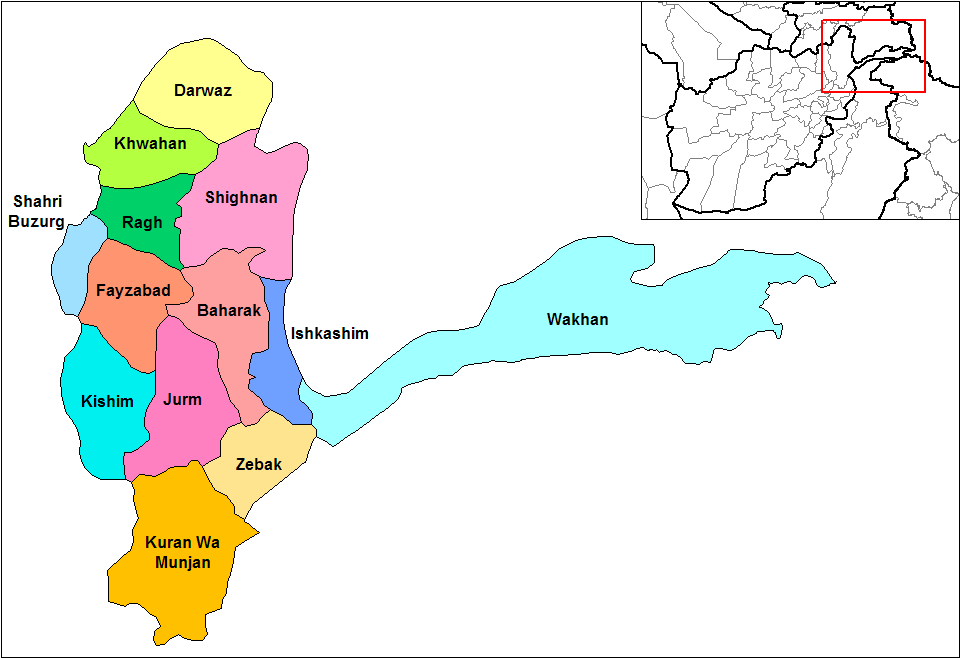 Darwaz
Khwahan
Shighnan
Shahri
Buzurg
Ragh
Fayzabad
Baharak
Ishkashim
Wakhan
Kishim
Jurm
Zebak
Kuran Wa
Munjan